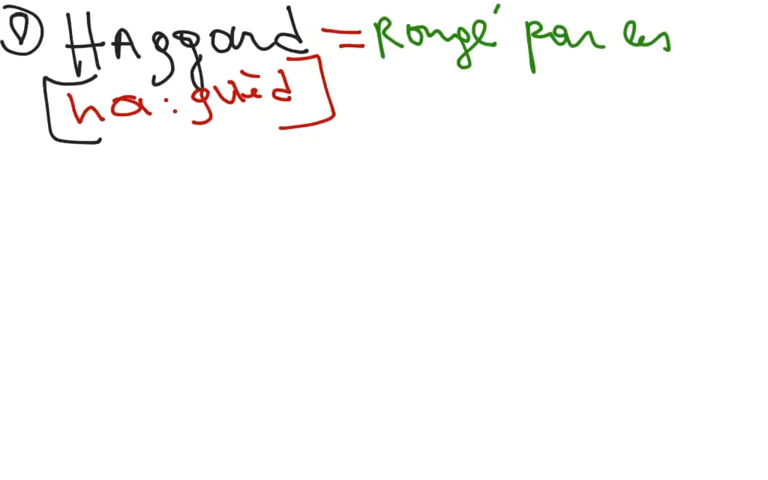 ① HAggard = Rongé par les
[ha:guèd]